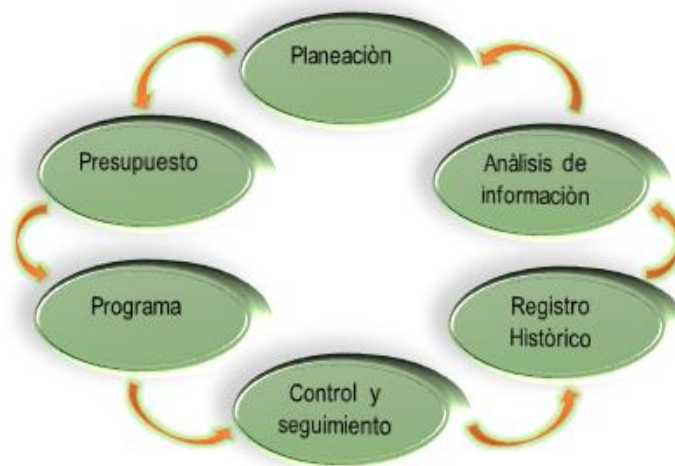 Planeaciòn
Presupuesto
Anàlisis de
informaciòn
Programa
Registro
Històrico
Control y
seguimiento